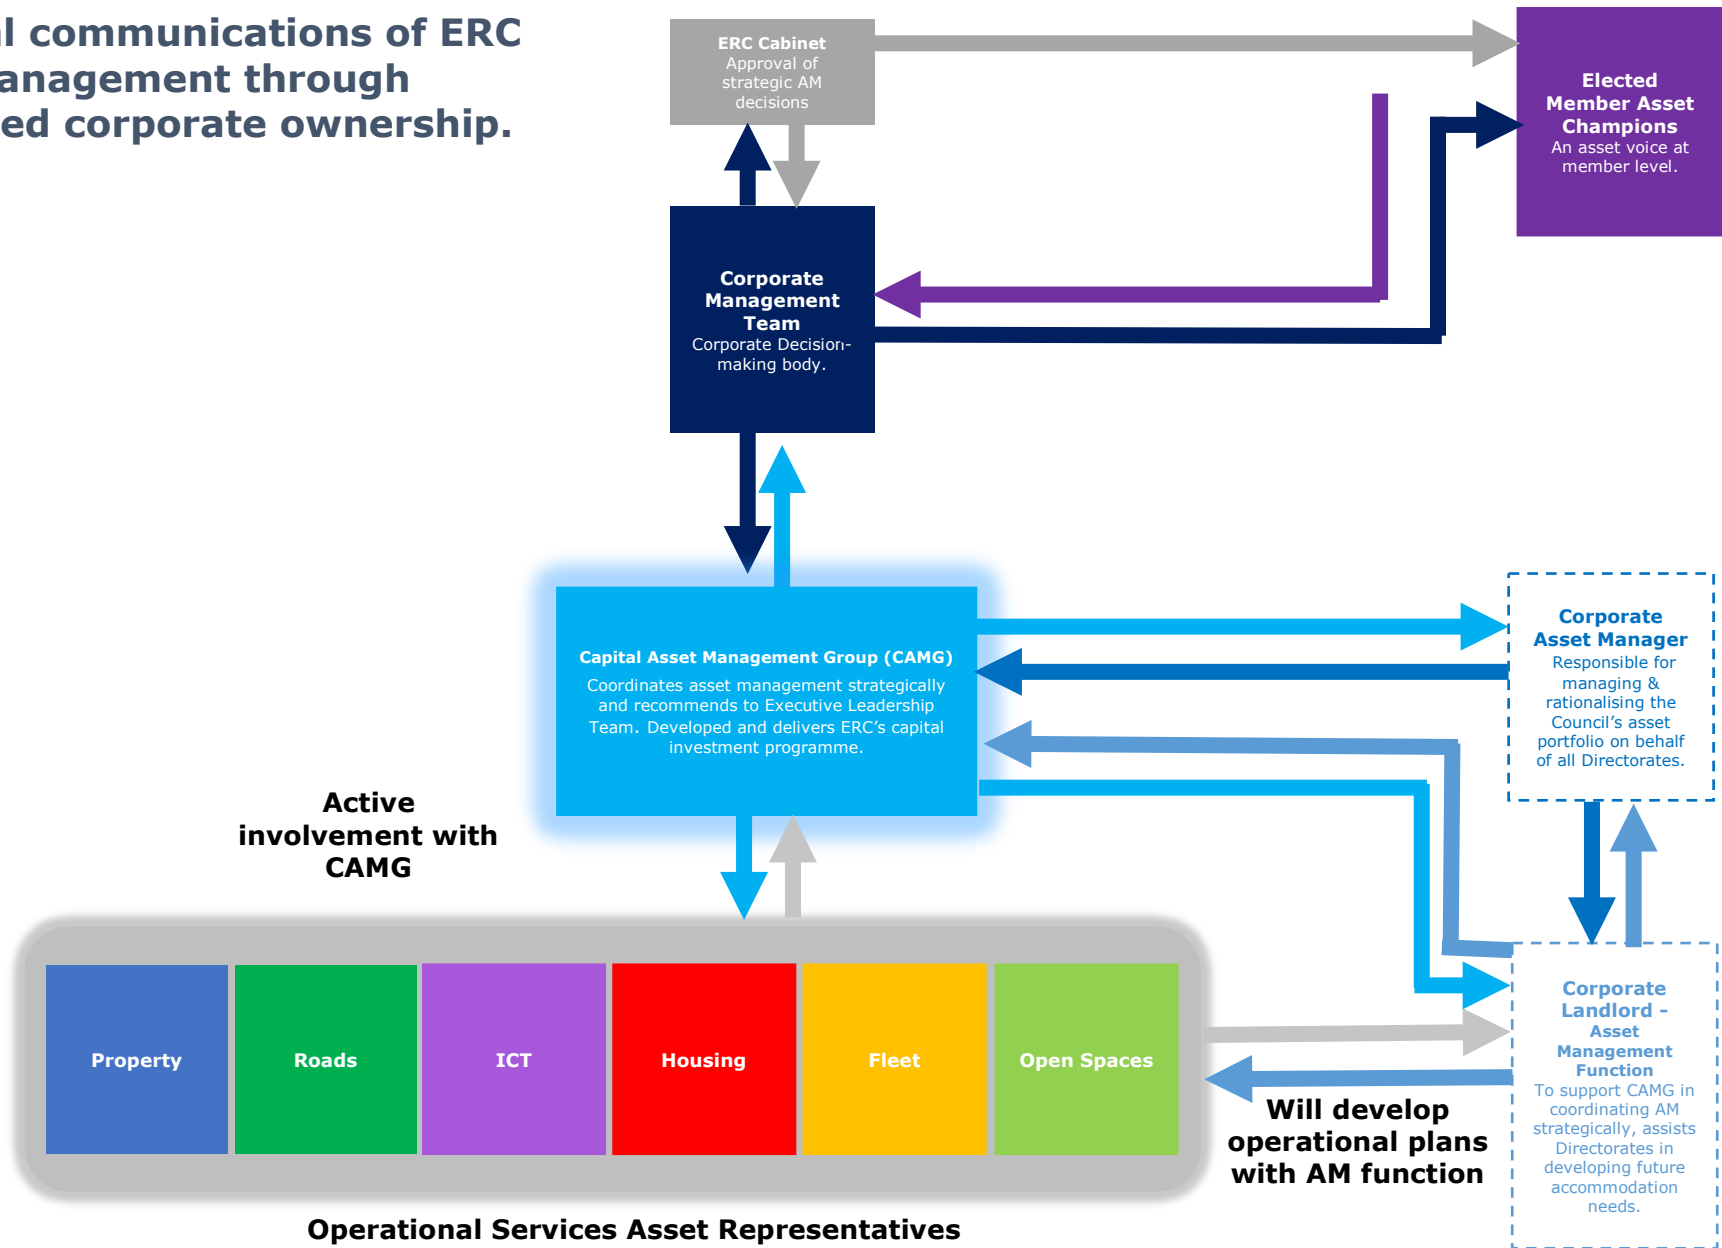 communications of ERC
through
corporate ownership.
ERC Cabinet
Approval of
strategic AM
decisions
Elected
Member Asset
Champions
An asset voice at
member level.
Corporate
Management
Team
Corporate Decision-
making body.
Capital Asset Management Group (CAMG)
Coordinates asset management strategically
and recommends to Executive Leadership
Team. Developed and delivers ERC’s capital
investment programme.
Corporate
Asset Manager
Responsible for
managing &
rationalising the
Council’s asset
portfolio on behalf
of all Directorates.
Active
involvement with
CAMG
Property
Roads
ICT
Housing
Fleet
Open Spaces
Corporate
Landlord –
Asset
Management
Function
To support CAMG in
coordinating AM
strategically, assists
Directorates in
developing future
accommodation
needs.
Will develop
operational plans
with AM function
Operational Services Asset Representatives